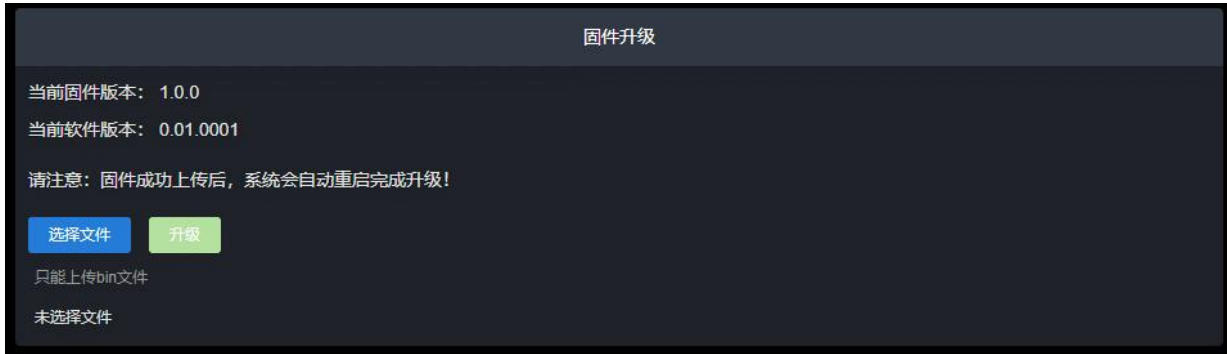 固件升级
当前固件版本： 1.0.0
当前软件版本： 0.01.0001
请注意：固件成功上传后，系统会自动重启完成升级！
选择文件 升级
只能上传bin文件
未选择文件